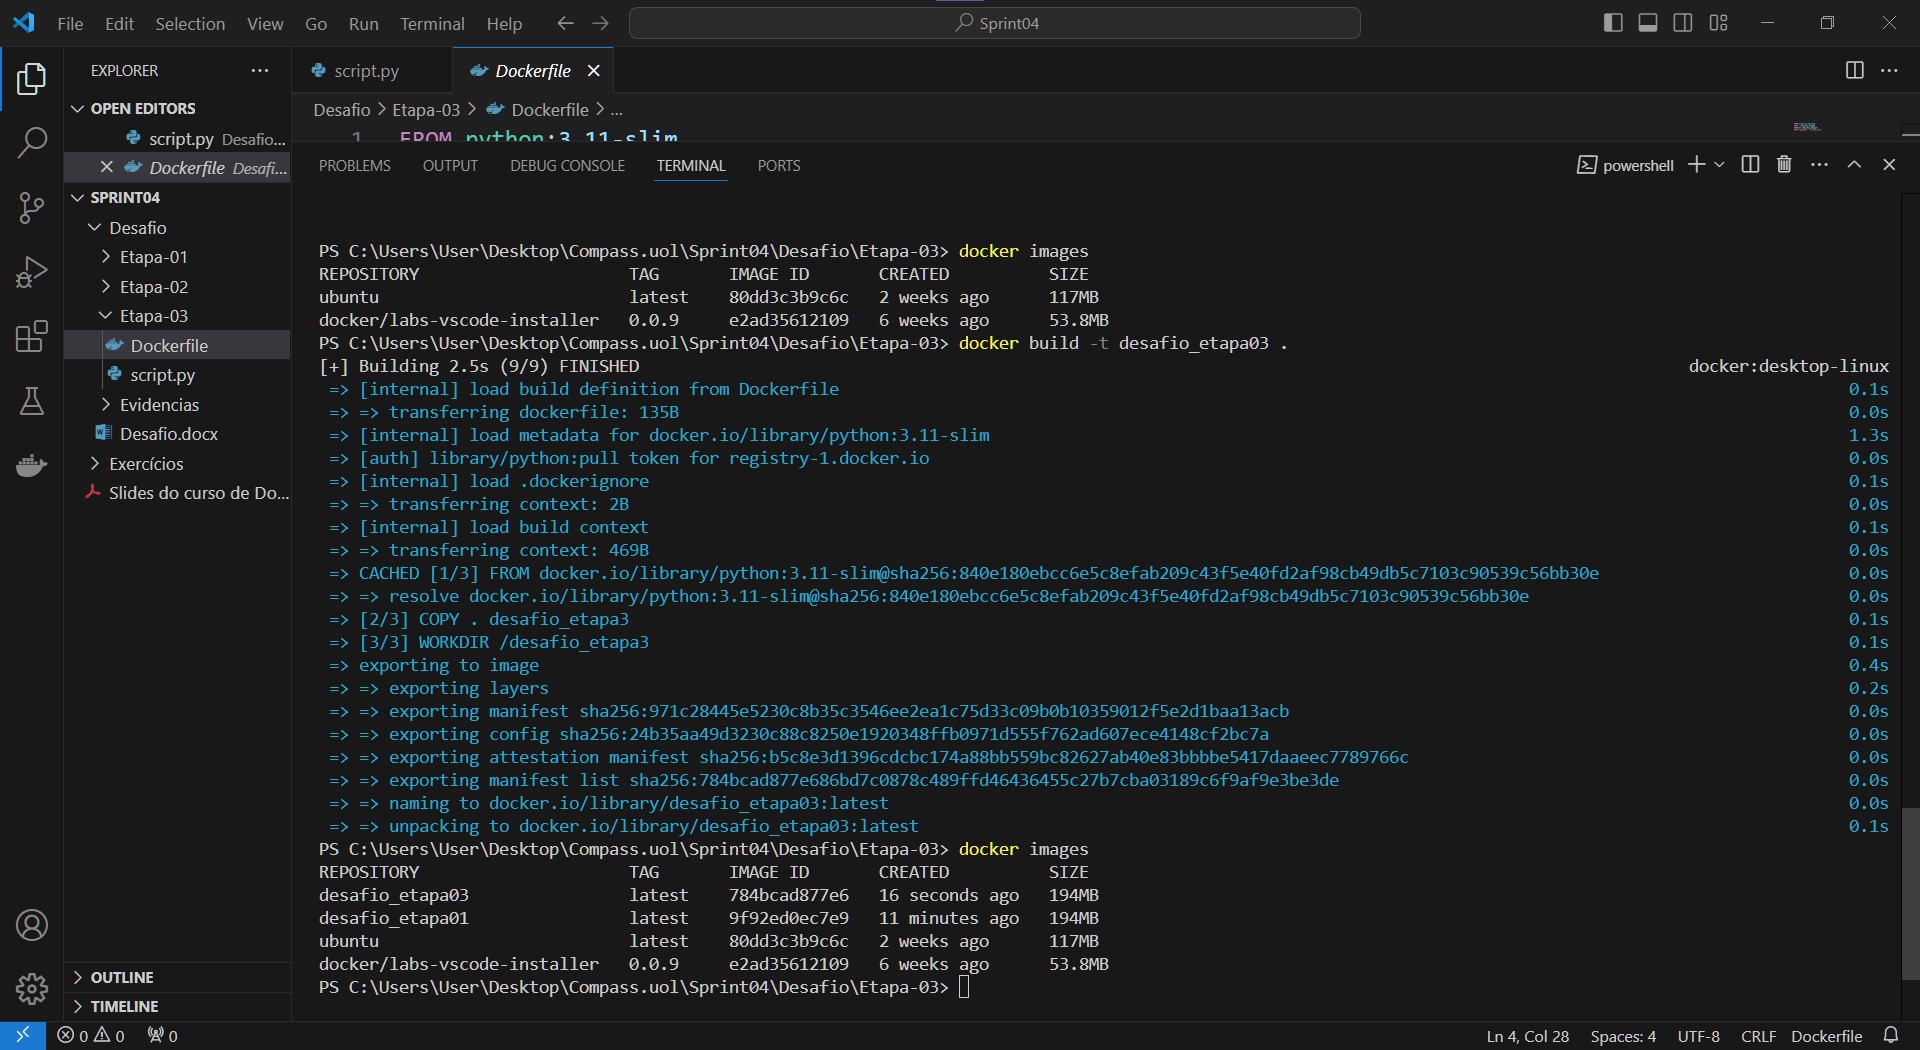 File Edit Selection View Go Run Terminal Help
Sprint04
EXPLORER
script.py
Dockerfile
OPEN EDITORS
Desafio > Etapa-03 > Dockerfile > ...
script.py Desafio...
1 FROM python:3.11-slim
Dockerfile Desafi...
PROBLEMS OUTPUT DEBUG CONSOLE TERMINAL PORTS
powershell
SPRINT04
Desafio
Etapa-01
Etapa-02
Etapa-03
Dockerfile
script.py
Evidencias
Desafio.docx
Exercícios
Slides do curso de Do...
PS C:\Users\User\Desktop\Compass.uol\Sprint04\Desafio\Etapa-03> docker images
REPOSITORY TAG IMAGE ID CREATED SIZE
ubuntu latest 80dd3c3b9c6c 2 weeks ago 117MB
docker/labs-vscode-installer 0.0.9 e2ad35612109 6 weeks ago 53.8MB
PS C:\Users\User\Desktop\Compass.uol\Sprint04\Desafio\Etapa-03> docker build -t desafio_etapa03 .
[+] Building 2.5s (9/9) FINISHED docker:desktop-linux
=> [internal] load build definition from Dockerfile 0.1s
=> => transferring dockerfile: 135B 0.0s
=> [internal] load metadata for docker.io/library/python:3.11-slim 1.3s
=> [auth] library/python:pull token for registry-1.docker.io 0.0s
=> [internal] load .dockerignore 0.1s
=> => transferring context: 2B 0.0s
=> [internal] load build context 0.1s
=> => transferring context: 469B 0.0s
=> CACHED [1/3] FROM docker.io/library/python:3.11-slim@sha256:840e180ebcc6e5c8efab209c43f5e40fd2af98cb49db5c7103c90539c56bb30e 0.0s
=> => resolve docker.io/library/python:3.11-slim@sha256:840e180ebcc6e5c8efab209c43f5e40fd2af98cb49db5c7103c90539c56bb30e 0.0s
=> [2/3] COPY . desafio_etapa3 0.1s
=> [3/3] WORKDIR /desafio_etapa3 0.1s
=> exporting to image 0.4s
=> => exporting layers 0.2s
=> => exporting manifest sha256:971c28445e5230c8b35c3546ee2ea1c75d33c09b0b10359012f5e2d1baa13acb 0.0s
=> => exporting config sha256:24b35aa49d3230c88c8250e1920348ffb0971d555f762ad607ece4148cf2bc7a 0.0s
=> => exporting attestation manifest sha256:b5c8e3d1396cdcbc174a88bb559bc82627ab40e83bbbbe5417daaeec7789766c 0.0s
=> => exporting manifest list sha256:784bcad877e686bd7c0878c489ffd46436455c27b7cba03189c6f9af9e3be3de 0.0s
=> => naming to docker.io/library/desafio_etapa03:latest 0.0s
=> => unpacking to docker.io/library/desafio_etapa03:latest 0.1s
PS C:\Users\User\Desktop\Compass.uol\Sprint04\Desafio\Etapa-03> docker images
REPOSITORY TAG IMAGE ID CREATED SIZE
desafio_etapa03 latest 784bcad877e6 16 seconds ago 194MB
desafio_etapa01 latest 9f92ed0ec7e9 11 minutes ago 194MB
ubuntu latest 80dd3c3b9c6c 2 weeks ago 117MB
docker/labs-vscode-installer 0.0.9 e2ad35612109 6 weeks ago 53.8MB
PS C:\Users\User\Desktop\Compass.uol\Sprint04\Desafio\Etapa-03>
OUTLINE
TIMELINE
0 0 0
Ln 4, Col 28 Spaces: 4 UTF-8 CRLF Dockerfile